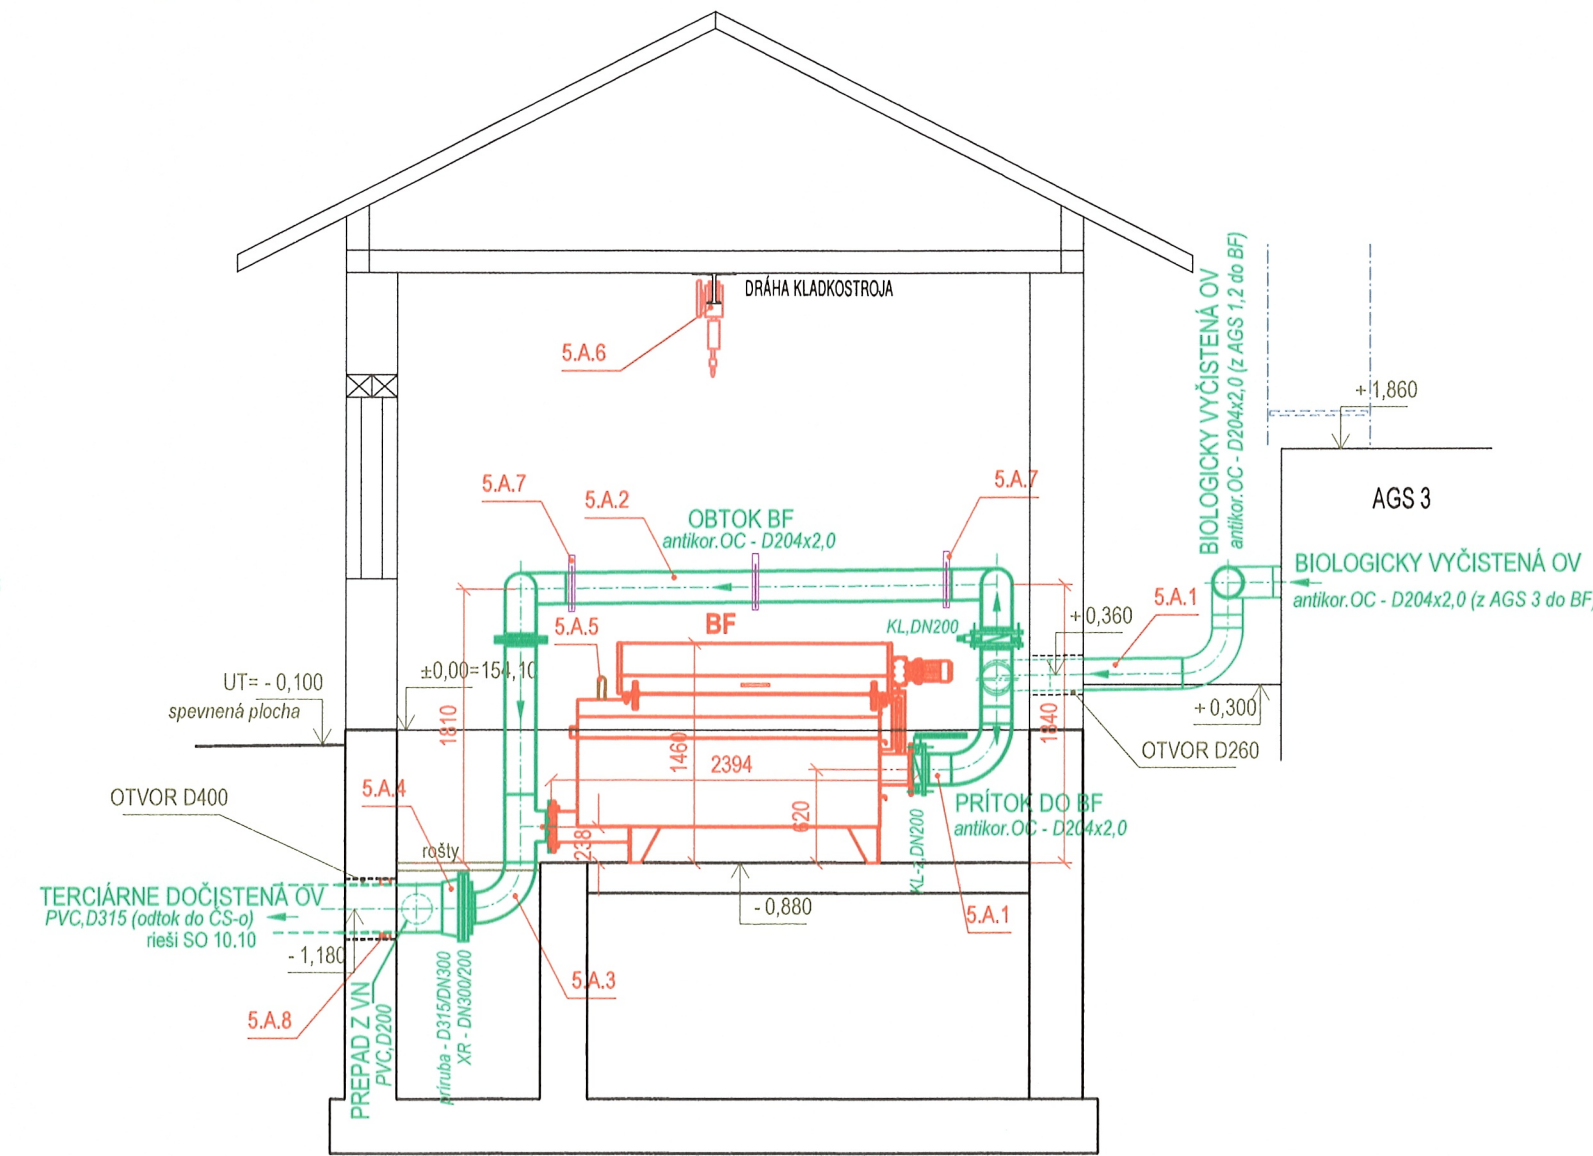 DRÁHA KLADKOSTROJA
5.A.6
BIOLOGICKY VYČISTENÁ OV
antikor.OC - D204x2,0 (z AGS 1,2 do BF)
+ 1,860
AGS 3
5.A.7
5.A.2
5.A.7
OBTOK BF
antikor.OC - D204x2,0
BIOLOGICKY VYČISTENÁ OV
antikor.OC - D204x2,0 (z AGS 3 do BF)
5.A.1
5.A.5
BF
KL,DN200
+ 0,360
UT= - 0,100
spevnená plocha
±0,00=154,10
+ 0,300
1810
1460
2394
1840
OTVOR D260
OTVOR D400
5.A.4
620
238
PRÍTOK DO BF
antikor.OC - D204x2,0
KL-2,DN200
rošty
TERCIÁRNE DOČISTENÁ OV
PVC,D315 (odtok do ČS-o)
rieši SO 10.10
- 0,880
5.A.1
- 1,180
5.A.3
5.A.8
PREPAD Z VN
PVC,D200
príruba - D315/DN300
XR - DN300/200